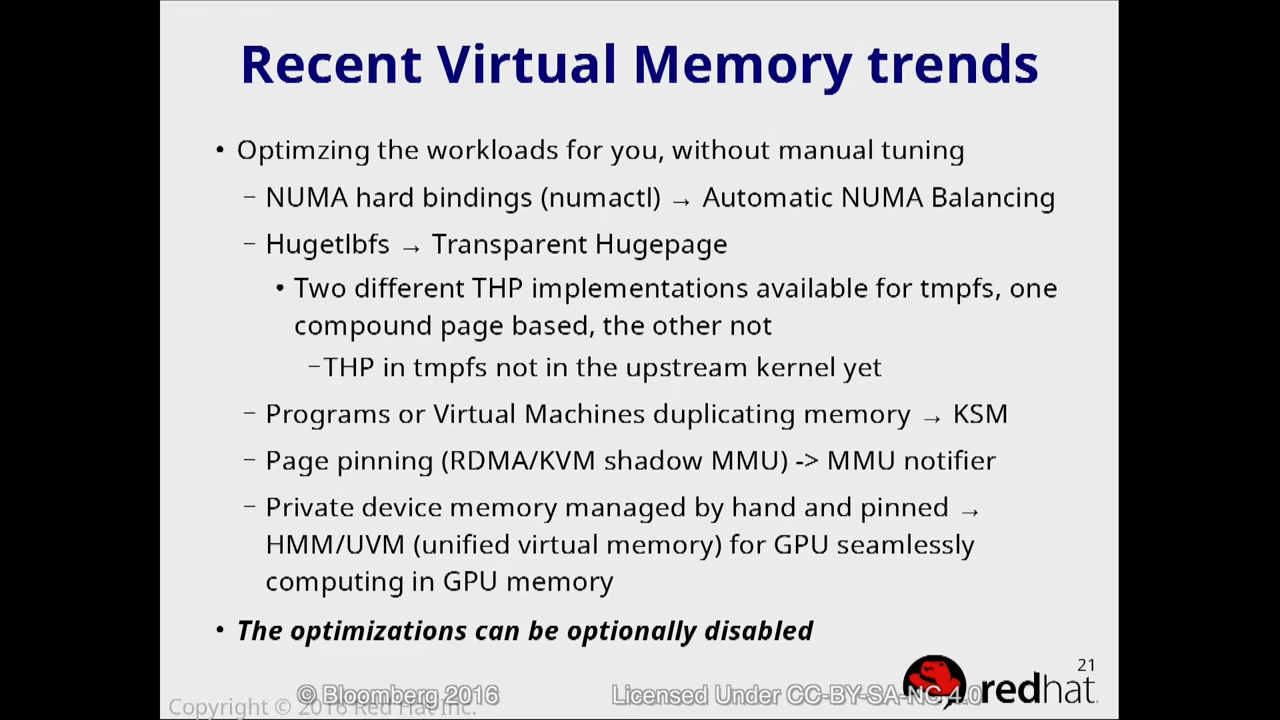 Recent Virtual Memory trends
• Optimzing the workloads for you, without manual tuning
– NUMA hard bindings (numactl) → Automatic NUMA Balancing
– Hugetlbfs → Transparent Hugepage
• Two different THP implementations available for tmpfs, one
compound page based, the other not
–THP in tmpfs not in the upstream kernel yet
– Programs or Virtual Machines duplicating memory → KSM
– Page pinning (RDMA/KVM shadow MMU) -> MMU notifier
– Private device memory managed by hand and pinned →
HMM/UVM (unified virtual memory) for GPU seamlessly
computing in GPU memory
• The optimizations can be optionally disabled
21
redhat.
© Bloomberg 2016 Licensed Under CC-BY-SA-NC 4.0
Copyright © 2016 Red Hat Inc.